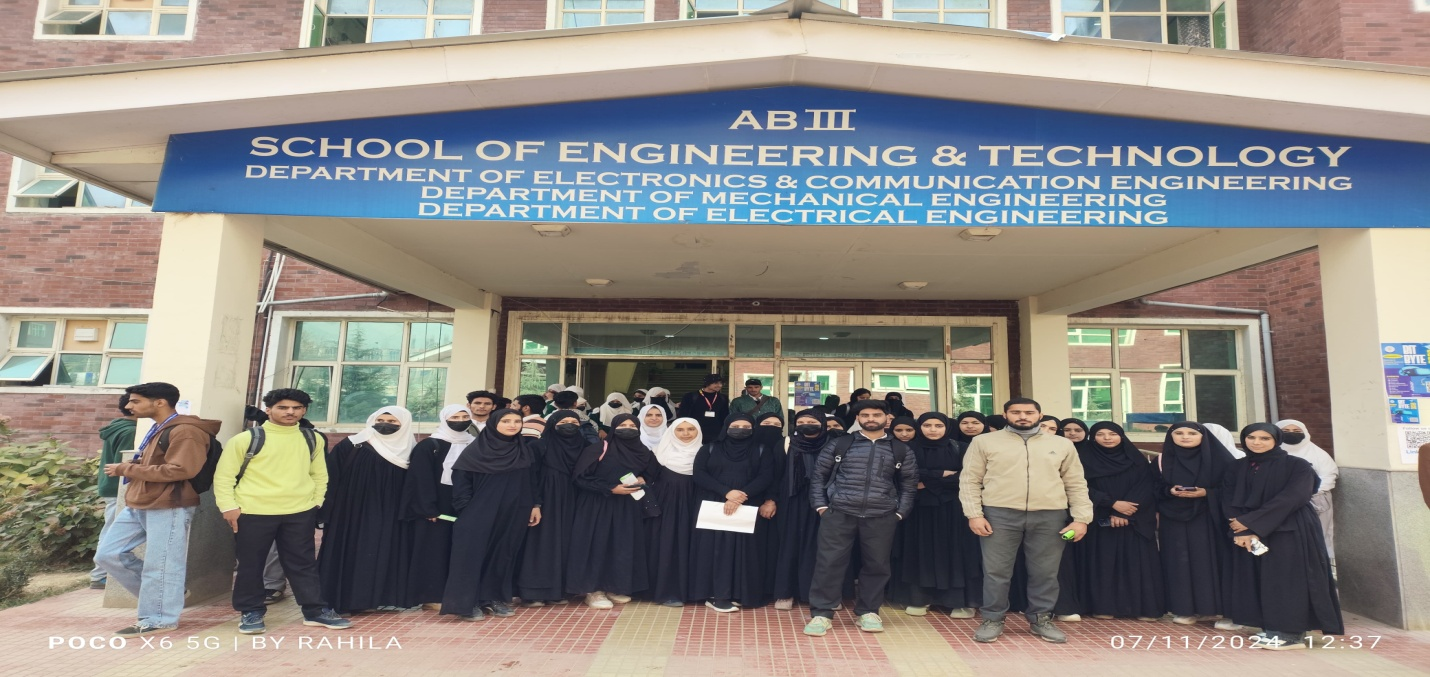 AB III
SCHOOL OF ENGINEERING & TECHNOLOGY
DEPARTMENT OF ELECTRONICS & COMMUNICATION ENGINEERING
DEPARTMENT OF MECHANICAL ENGINEERING
DEPARTMENT OF ELECTRICAL ENGINEERING
BYTE
POCO X6 5G | BY RAHILA
07/11/2024 12:37